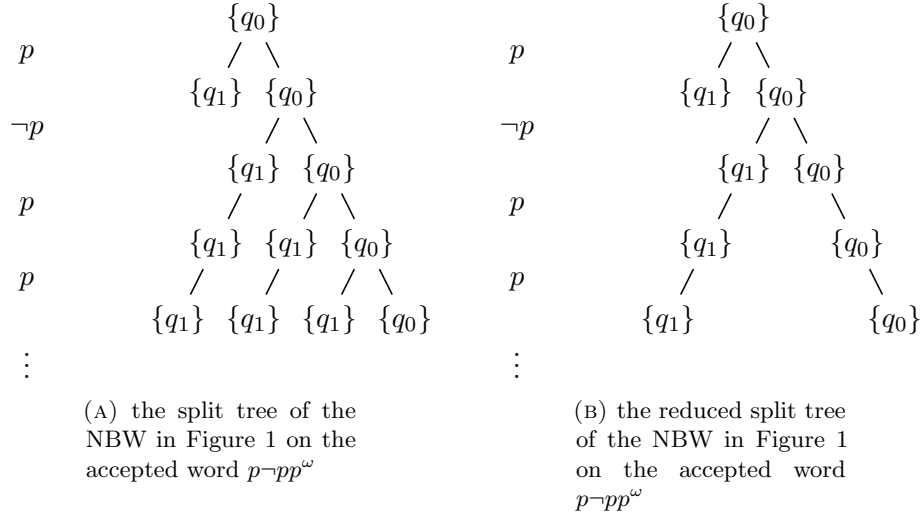 {q₀} {q₀}
p p
{q₁} {q₀} {q₁} {q₀}
¬p ¬p
{q₁} {q₀} {q₁} {q₀}
p p
{q₁} {q₁} {q₀} {q₁} {q₀}
p p
{q₁} {q₁} {q₁} {q₀} {q₁} {q₀}
⋮ ⋮
(A) the split tree of the
NBW in Figure 1 on the
accepted word p¬pp^ω
(B) the reduced split tree
of the NBW in Figure 1
on the accepted word
p¬pp^ω